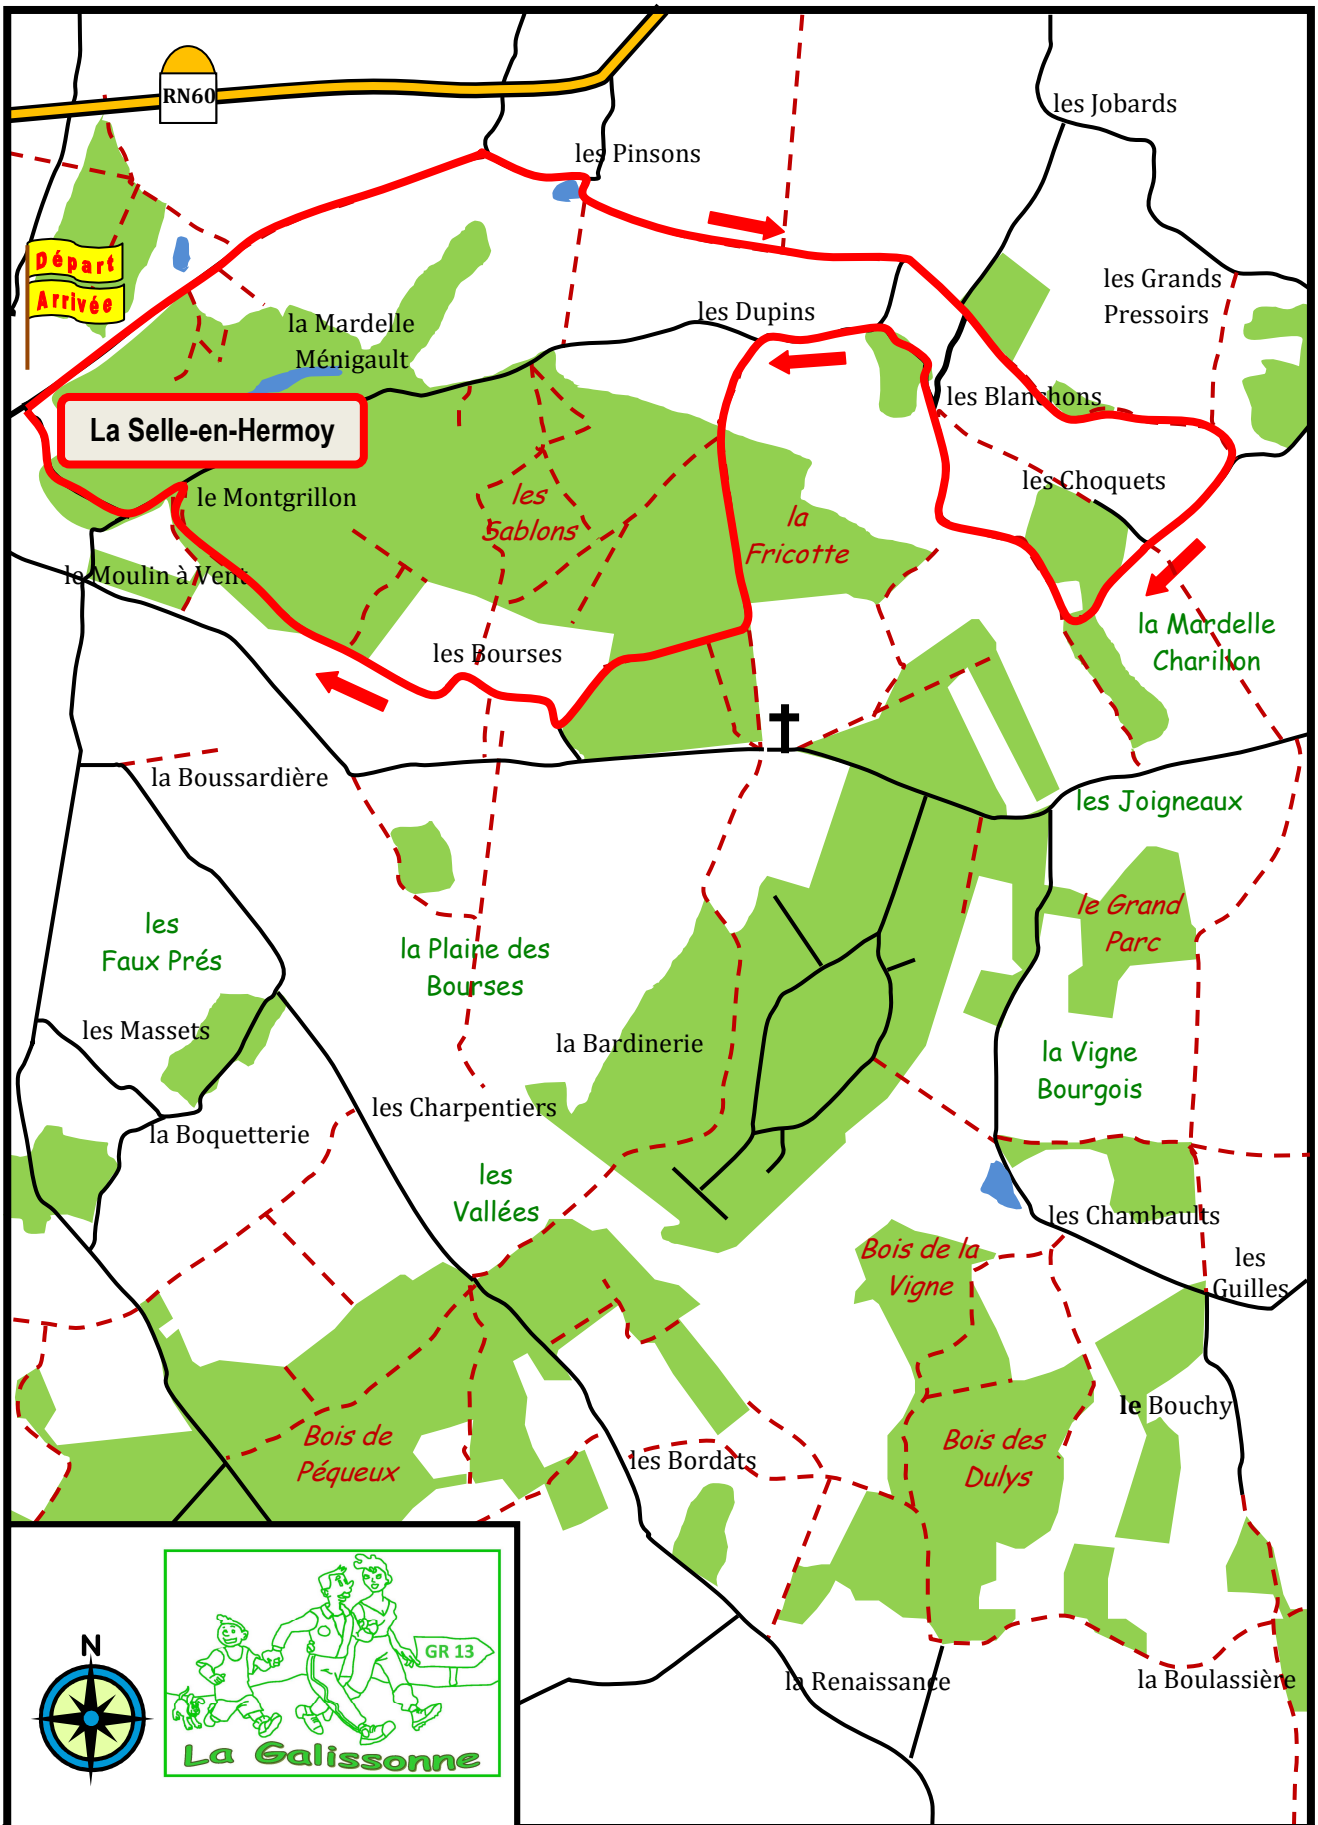 RN60
les Jobards
les Pinsons
Départ
Arrivée
les Grands
Pressoirs
la Mardelle
Ménigault
les Dupins
les Blanchons
La Selle-en-Hermoy
les Choquets
le Montgrillon
les
Sablons
la
Fricotte
le Moulin à Vent
la Mardelle
Charillon
les Bourses
la Boussardière
les Joigneaux
le Grand
Parc
les
Faux Prés
la Plaine des
Bourses
les Massets
la Bardinerie
la Vigne
Bourgois
les Charpentiers
la Boquetterie
les
Vallées
les Chambaults
Bois de la
Vigne
les
Guilles
le Bouchy
Bois de
Péqueux
Bois des
Dulys
les Bordats
N
GR 13
La Galissonne
la Renaissance
la Boulassière